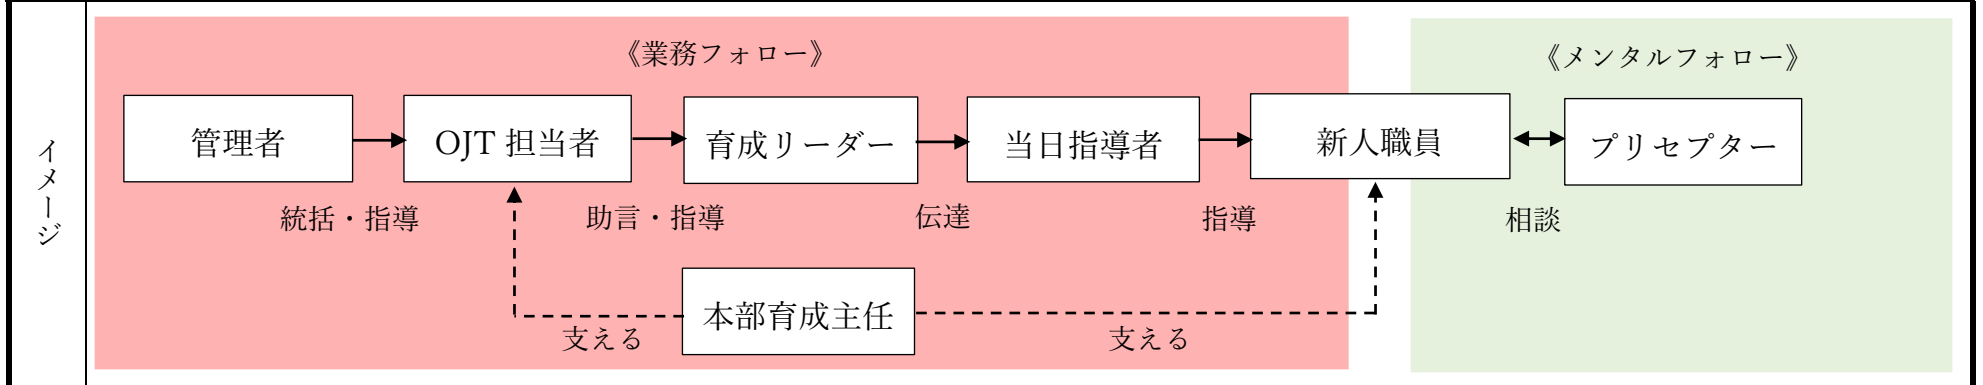 イメージ
《業務フォロー》
《メンタルフォロー》
管理者
OJT 担当者
育成リーダー
当日指導者
新人職員
プリセプター
統括・指導
助言・指導
伝達
指導
相談
本部育成主任
支える
支える